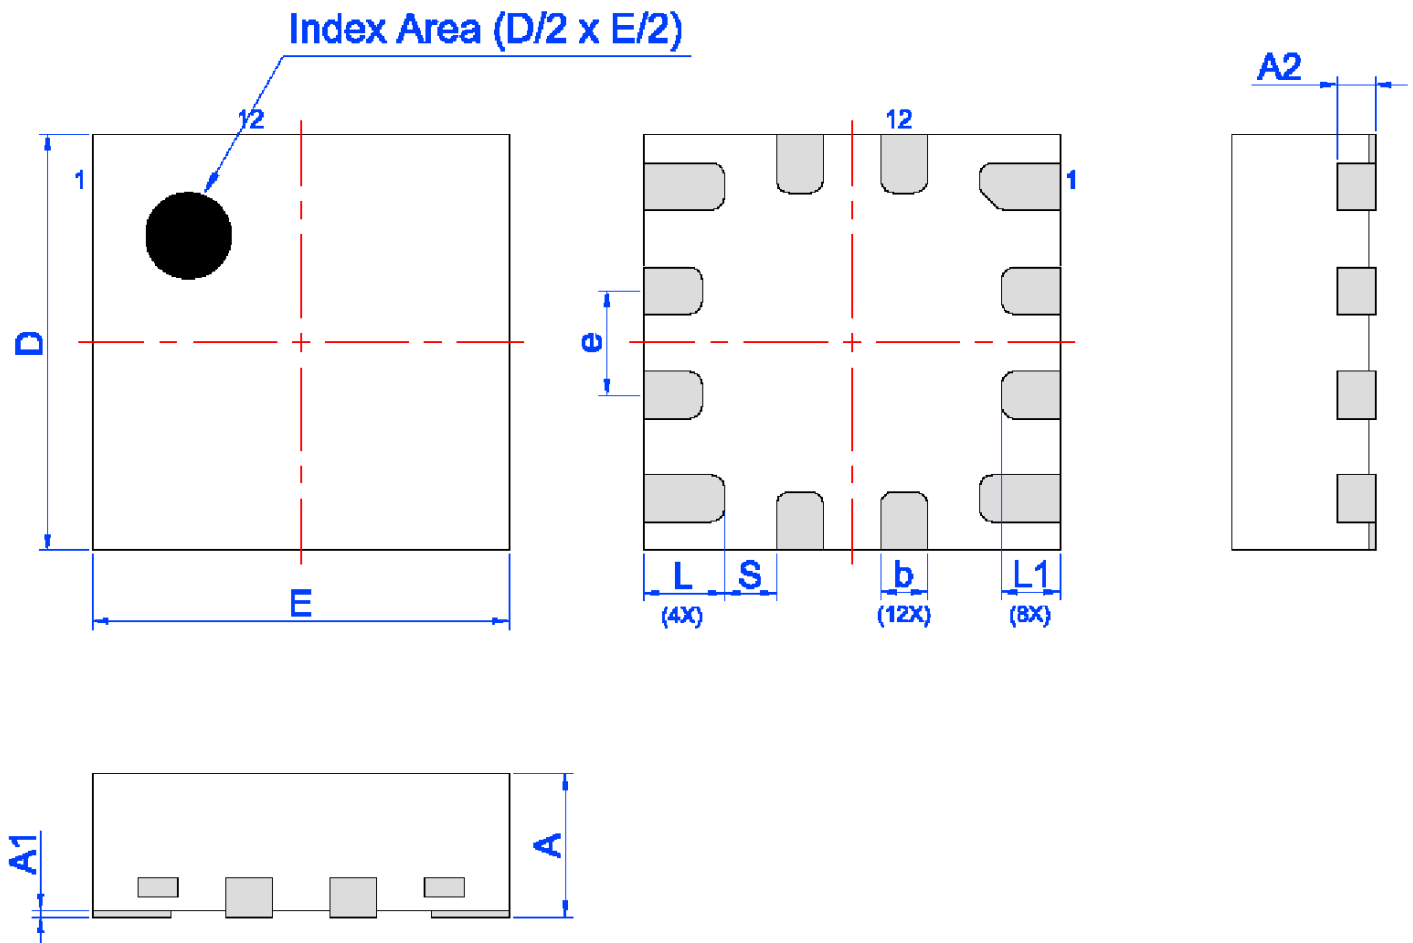 Index Area (D/2 x E/2)
12
1
D
E
12
1
e
L
(4X)
S
b
(12X)
L1
(8X)
A2
A1
A